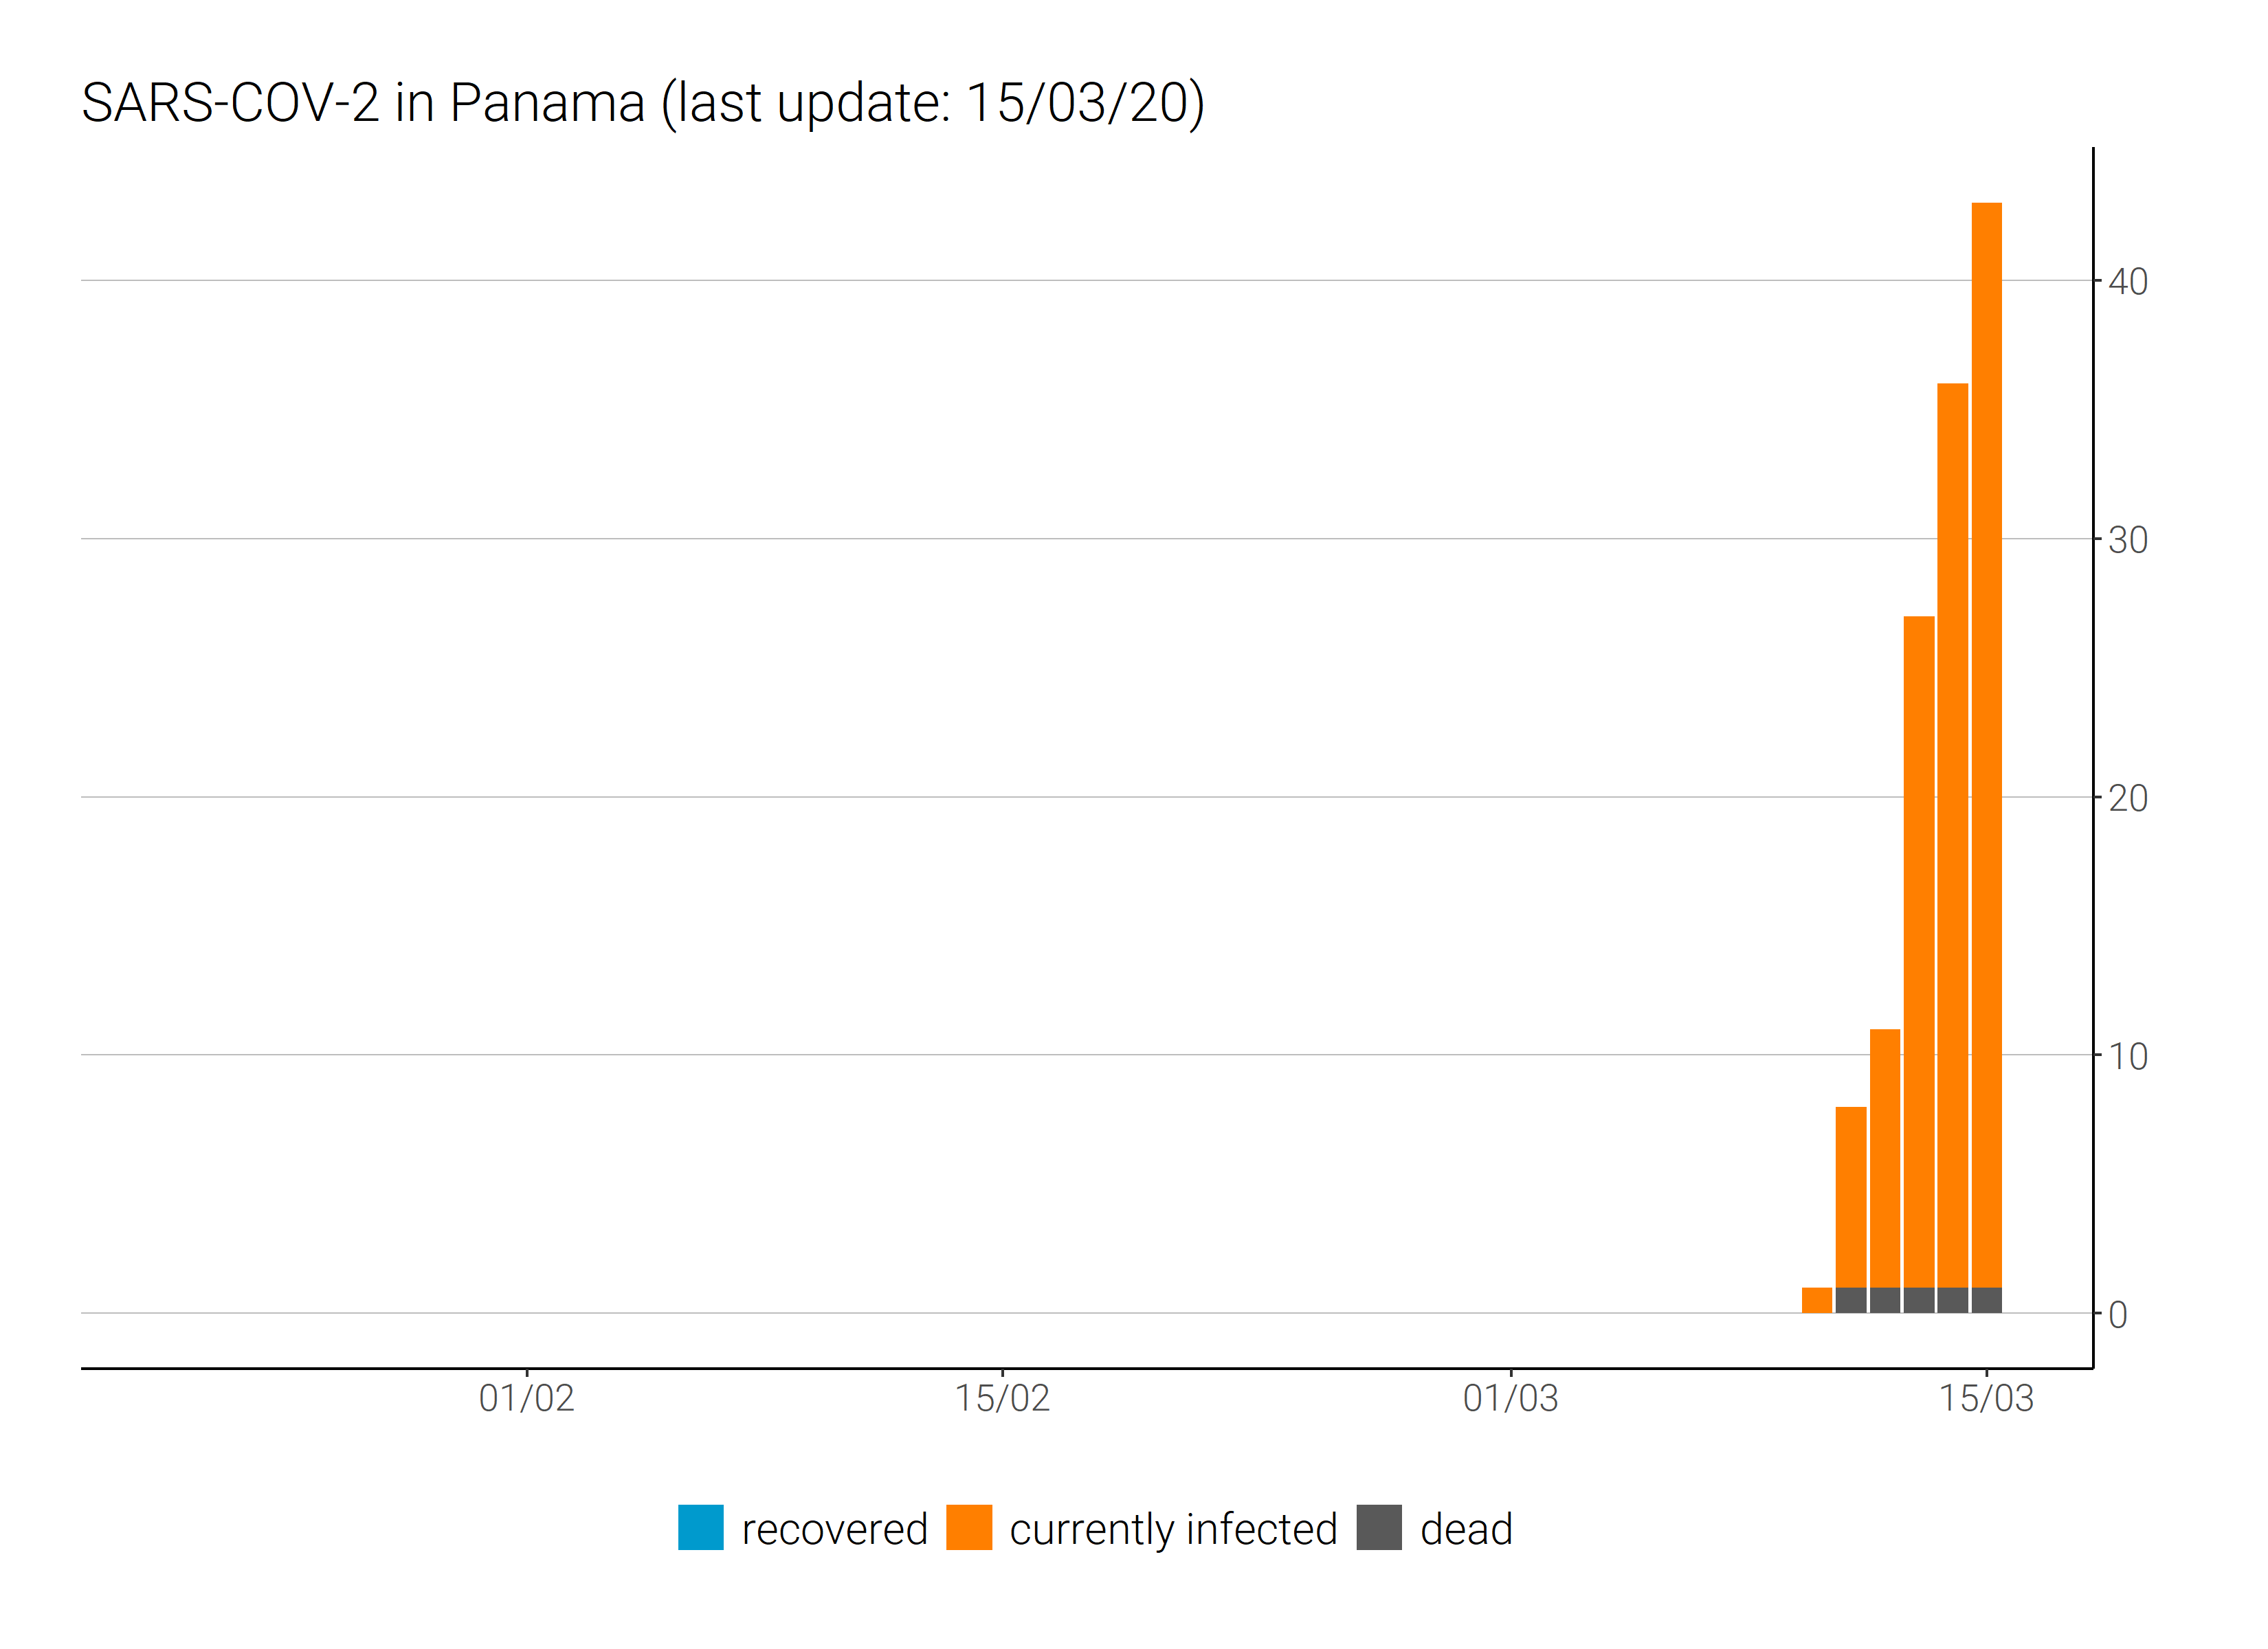 SARS-COV-2 in Panama (last update: 15/03/20)
40
30
20
10
0
01/02 15/02 01/03 15/03
recovered currently infected dead